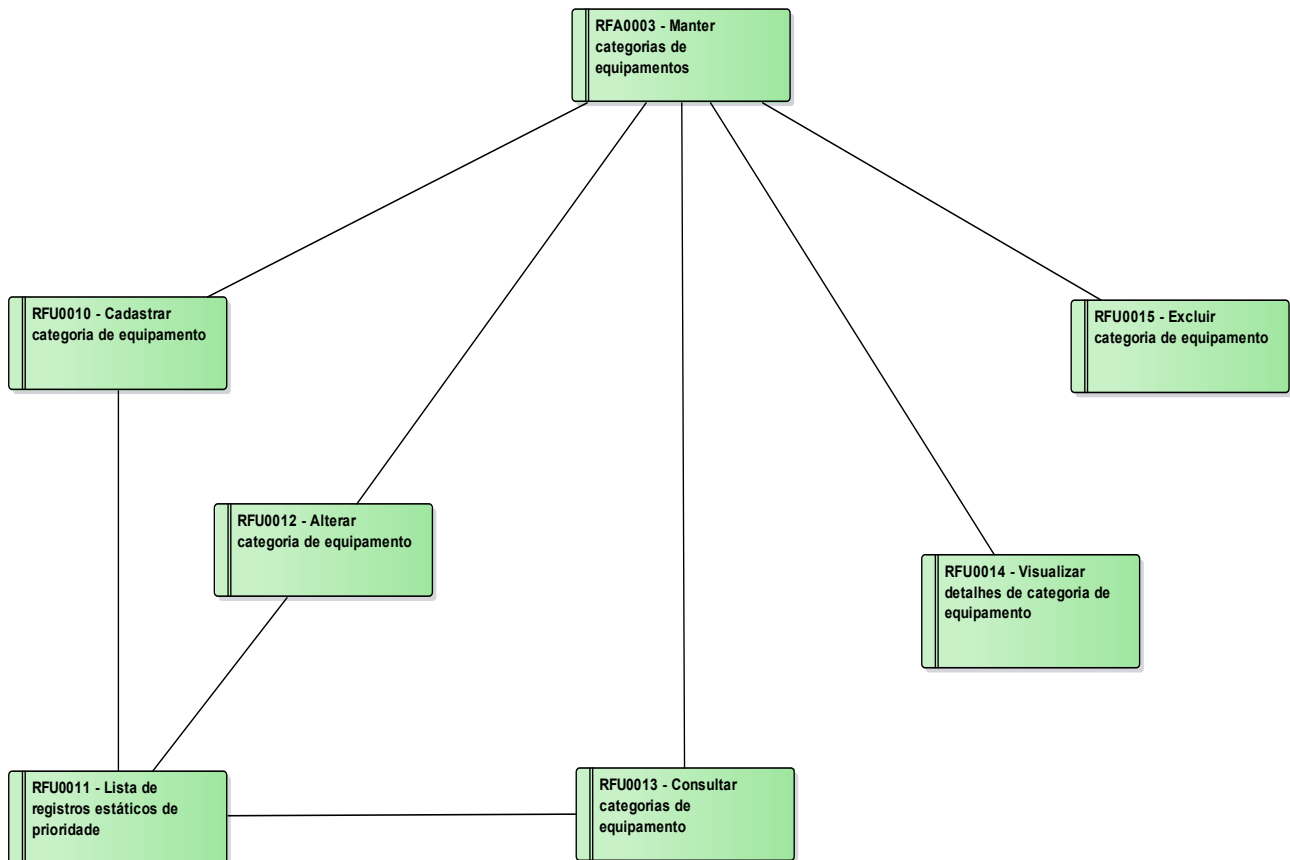 RFA0003 - Manter
categorias de
equipamentos
RFU0010 - Cadastrar
categoria de equipamento
RFU0015 - Excluir
categoria de equipamento
RFU0012 - Alterar
categoria de equipamento
RFU0014 - Visualizar
detalhes de categoria de
equipamento
RFU0011 - Lista de
registros estáticos de
prioridade
RFU0013 - Consultar
categorias de
equipamento